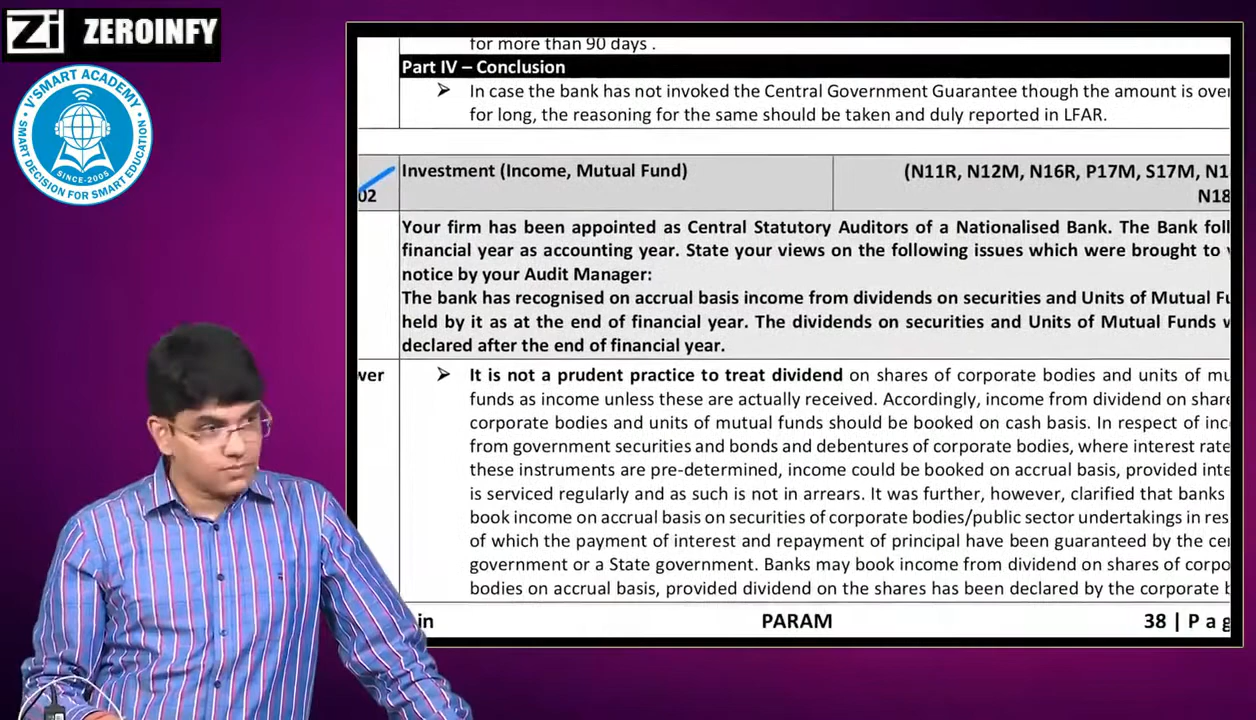 Zi ZEROINFY
V'SMART ACADEMY
SINCE-2005
SMART DECISION FOR SMART EDUCATION
for more than 90 days .
Part IV – Conclusion
➢ In case the bank has not invoked the Central Government Guarantee though the amount is over
for long, the reasoning for the same should be taken and duly reported in LFAR.
Investment (Income, Mutual Fund) (N11R, N12M, N16R, P17M, S17M, N1
02 N18
Your firm has been appointed as Central Statutory Auditors of a Nationalised Bank. The Bank foll
financial year as accounting year. State your views on the following issues which were brought to
notice by your Audit Manager:
The bank has recognised on accrual basis income from dividends on securities and Units of Mutual Fu
held by it as at the end of financial year. The dividends on securities and Units of Mutual Funds w
declared after the end of financial year.
wer ➢ It is not a prudent practice to treat dividend on shares of corporate bodies and units of mu
funds as income unless these are actually received. Accordingly, income from dividend on share
corporate bodies and units of mutual funds should be booked on cash basis. In respect of inc
from government securities and bonds and debentures of corporate bodies, where interest rate
these instruments are pre-determined, income could be booked on accrual basis, provided inte
is serviced regularly and as such is not in arrears. It was further, however, clarified that banks
book income on accrual basis on securities of corporate bodies/public sector undertakings in res
of which the payment of interest and repayment of principal have been guaranteed by the ce
government or a State government. Banks may book income from dividend on shares of corpo
bodies on accrual basis, provided dividend on the shares has been declared by the corporate b
in PARAM 38 | P a g